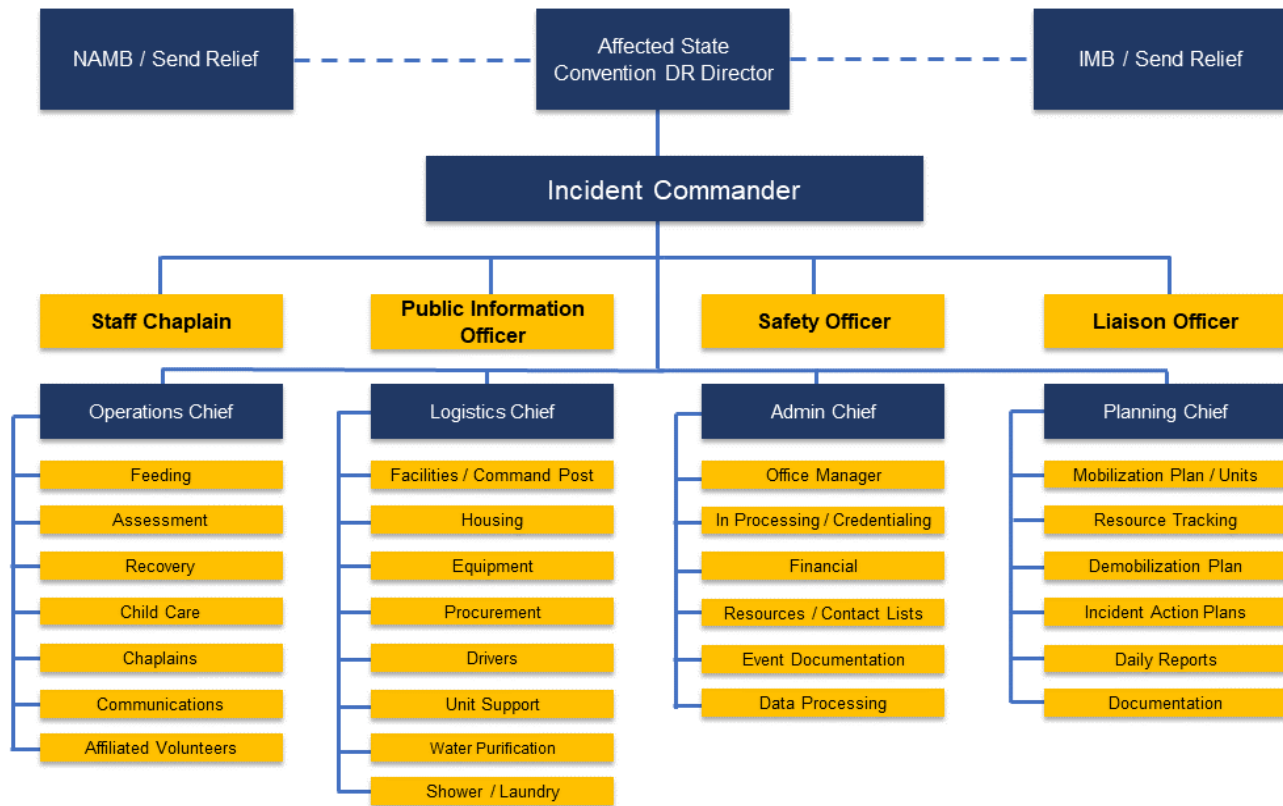 NAMB / Send Relief
Affected State
Convention DR Director
IMB / Send Relief
Incident Commander
Staff Chaplain
Public Information
Officer
Safety Officer
Liaison Officer
Operations Chief
Feeding
Assessment
Recovery
Child Care
Chaplains
Communications
Affiliated Volunteers
Logistics Chief
Facilities / Command Post
Housing
Equipment
Procurement
Drivers
Unit Support
Water Purification
Shower / Laundry
Admin Chief
Office Manager
In Processing / Credentialing
Financial
Resources / Contact Lists
Event Documentation
Data Processing
Planning Chief
Mobilization Plan / Units
Resource Tracking
Demobilization Plan
Incident Action Plans
Daily Reports
Documentation